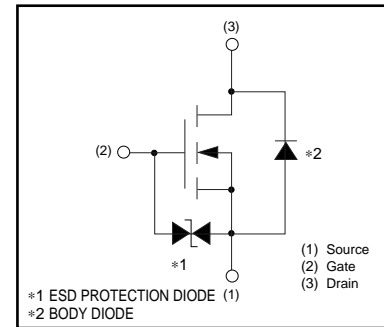 (3)
(2)
∗2
∗1
(1) Source
(2) Gate
(3) Drain
∗1 ESD PROTECTION DIODE (1)
∗2 BODY DIODE